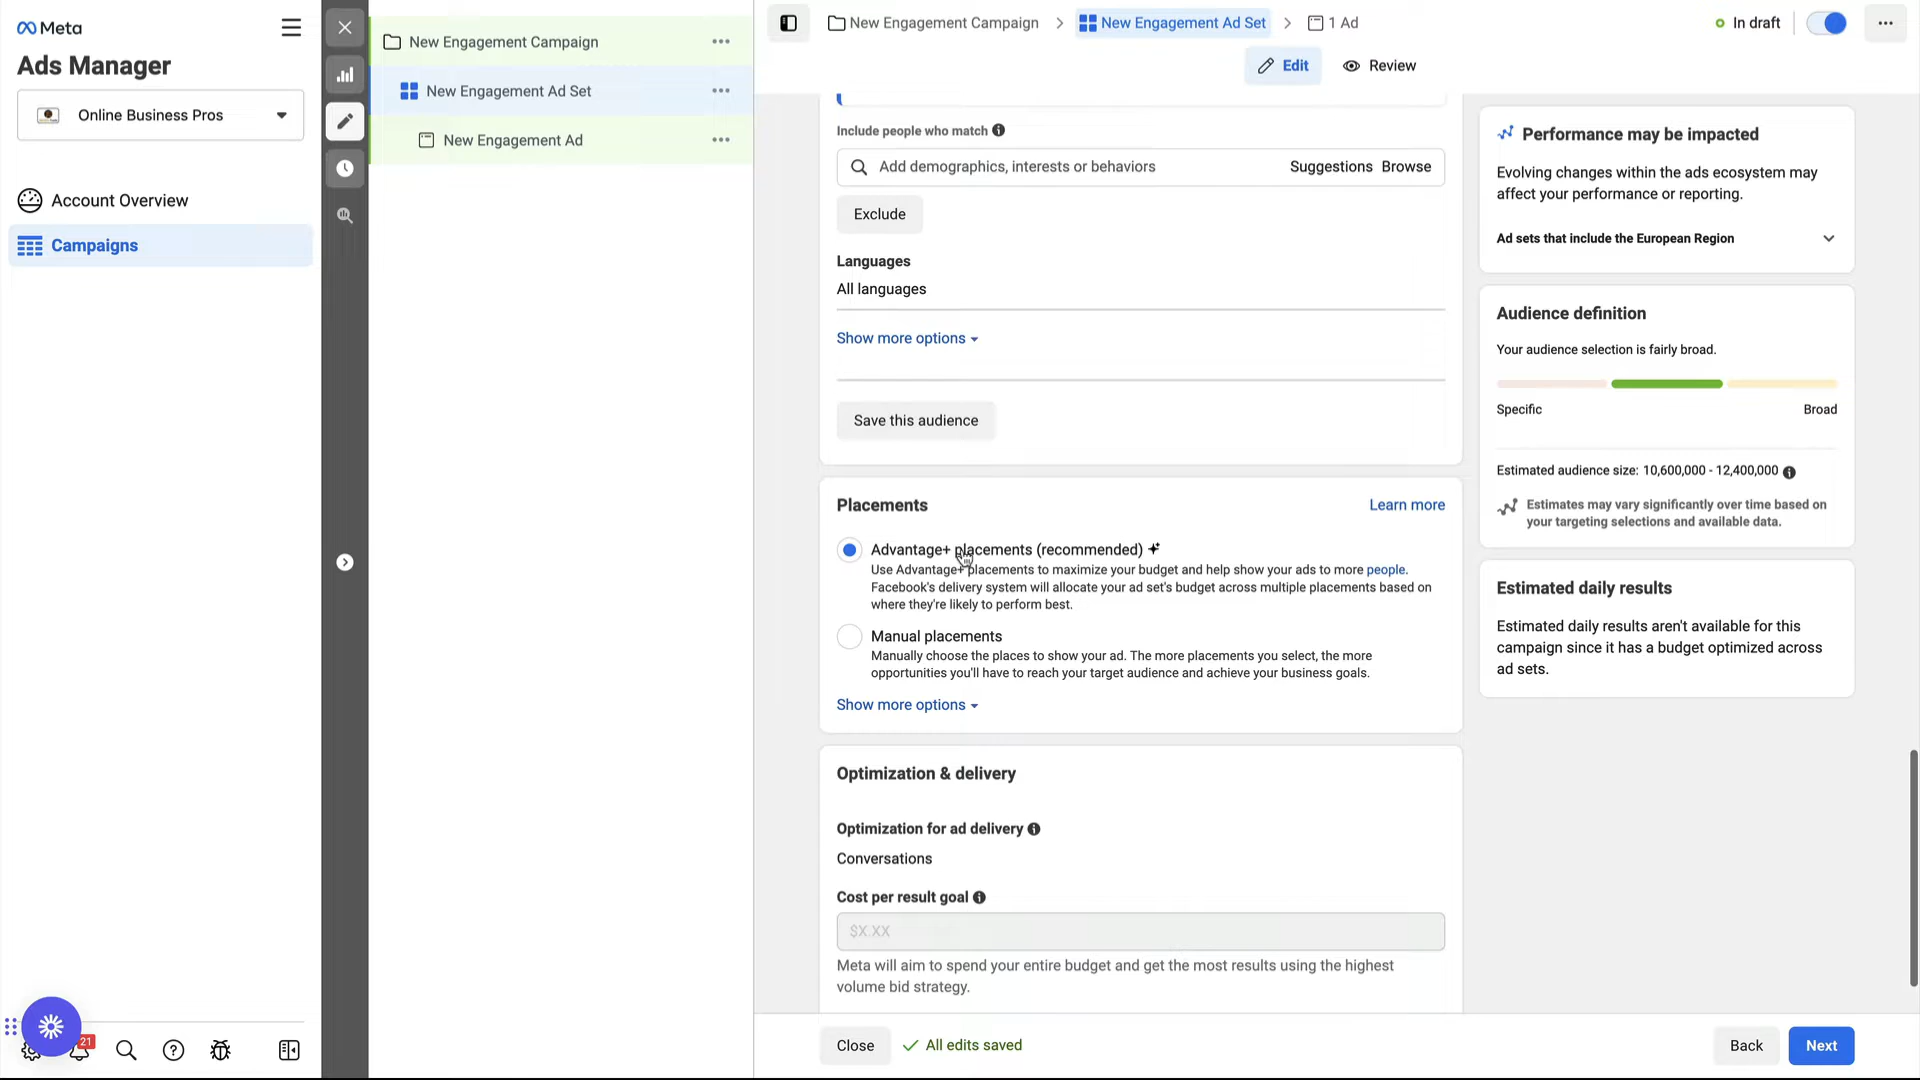 Meta
Ads Manager
Online Business Pros
Account Overview
Campaigns
21
New Engagement Campaign
New Engagement Ad Set
New Engagement Ad
New Engagement Campaign
New Engagement Ad Set
1 Ad
In draft
Edit
Review
Include people who match
Add demographics, interests or behaviors
Suggestions
Browse
Exclude
Languages
All languages
Show more options
Save this audience
Placements
Learn more
Advantage+ placements (recommended)
Use Advantage+ placements to maximize your budget and help show your ads to more people.
Facebook's delivery system will allocate your ad set's budget across multiple placements based on
where they're likely to perform best.
Manual placements
Manually choose the places to show your ad. The more placements you select, the more
opportunities you'll have to reach your target audience and achieve your business goals.
Show more options
Optimization & delivery
Optimization for ad delivery
Conversations
Cost per result goal
$X.XX
Meta will aim to spend your entire budget and get the most results using the highest
volume bid strategy.
Close
All edits saved
Back
Next
Performance may be impacted
Evolving changes within the ads ecosystem may
affect your performance or reporting.
Ad sets that include the European Region
Audience definition
Your audience selection is fairly broad.
Specific
Broad
Estimated audience size: 10,600,000 - 12,400,000
Estimates may vary significantly over time based on
your targeting selections and available data.
Estimated daily results
Estimated daily results aren't available for this
campaign since it has a budget optimized across
ad sets.